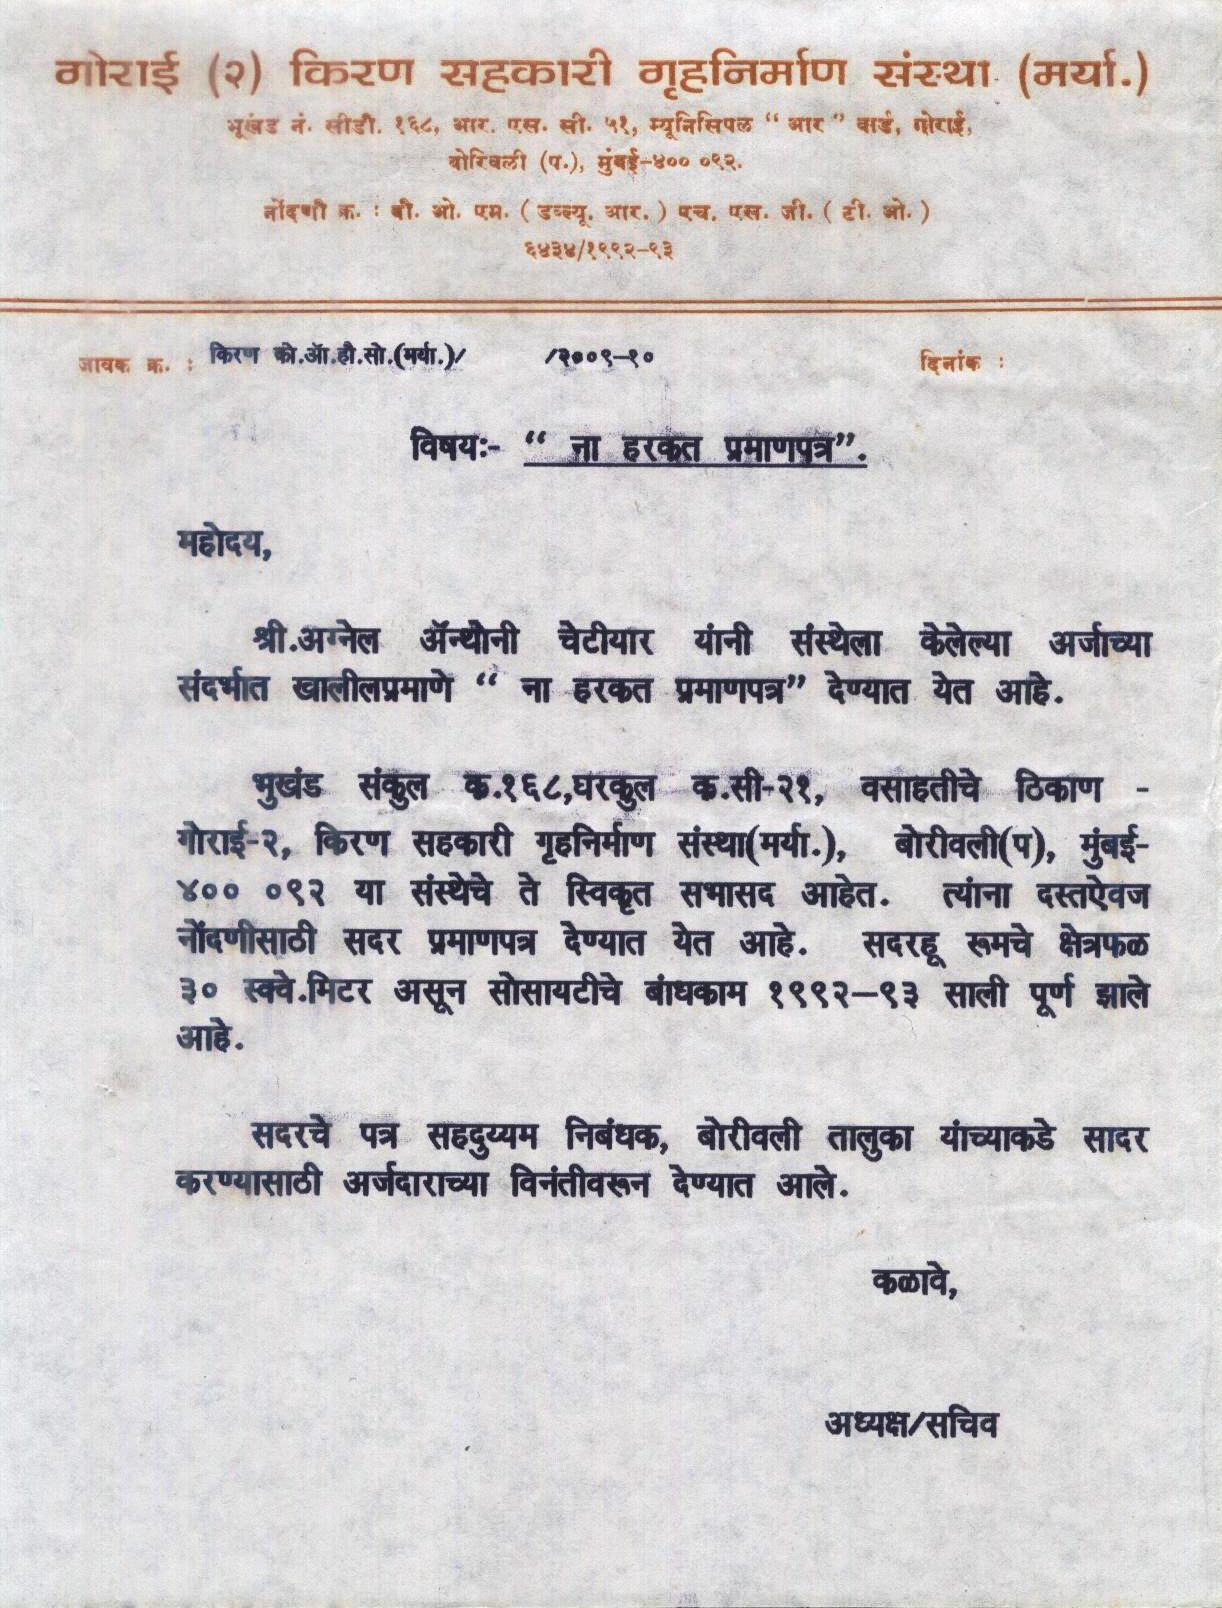 गोराई (२) किरण सहकारी गृहनिर्माण संस्था (मर्या.)
भूखंड नं. सीडी. १६८, आर. एस. सी. ५१, म्यूनिसिपल “ आर ” वार्ड, गोराई,
बोरिवली (प.), मुंबई-४०० ०९२.
नोंदणी क्र. : बी. ओ. एम. ( डब्ल्यू. आर. ) एच. एस. जी. ( टी. ओ. )
६४३४/१९९२-९३
जावक क्र. : किरण को.ऑ.हौ.सो.(मर्या.)/ /२००९-१० दिनांक :
विषयः- “ ना हरकत प्रमाणपत्र”.
महोदय,
श्री.अग्नेल ॲन्थोनी चेटीयार यांनी संस्थेला केलेल्या अर्जाच्या
संदर्भात खालीलप्रमाणे “ ना हरकत प्रमाणपत्र” देण्यात येत आहे.
भुखंड संकुल क.१६८,घरकुल क.सी-२१, वसाहतीचे ठिकाण -
गोराई-२, किरण सहकारी गृहनिर्माण संस्था(मर्या.), बोरीवली(प), मुंबई-
४०० ०९२ या संस्थेचे ते स्विकृत सभासद आहेत. त्यांना दस्तऐवज
नोंदणीसाठी सदर प्रमाणपत्र देण्यात येत आहे. सदरहू रूमचे क्षेत्रफळ
३० स्क्वे.मिटर असून सोसायटीचे बांधकाम १९९२-९३ साली पूर्ण झाले
आहे.
सदरचे पत्र सहदुय्यम निबंधक, बोरीवली तालुका यांच्याकडे सादर
करण्यासाठी अर्जदाराच्या विनंतीवरून देण्यात आले.
कळावे,
अध्यक्ष/सचिव